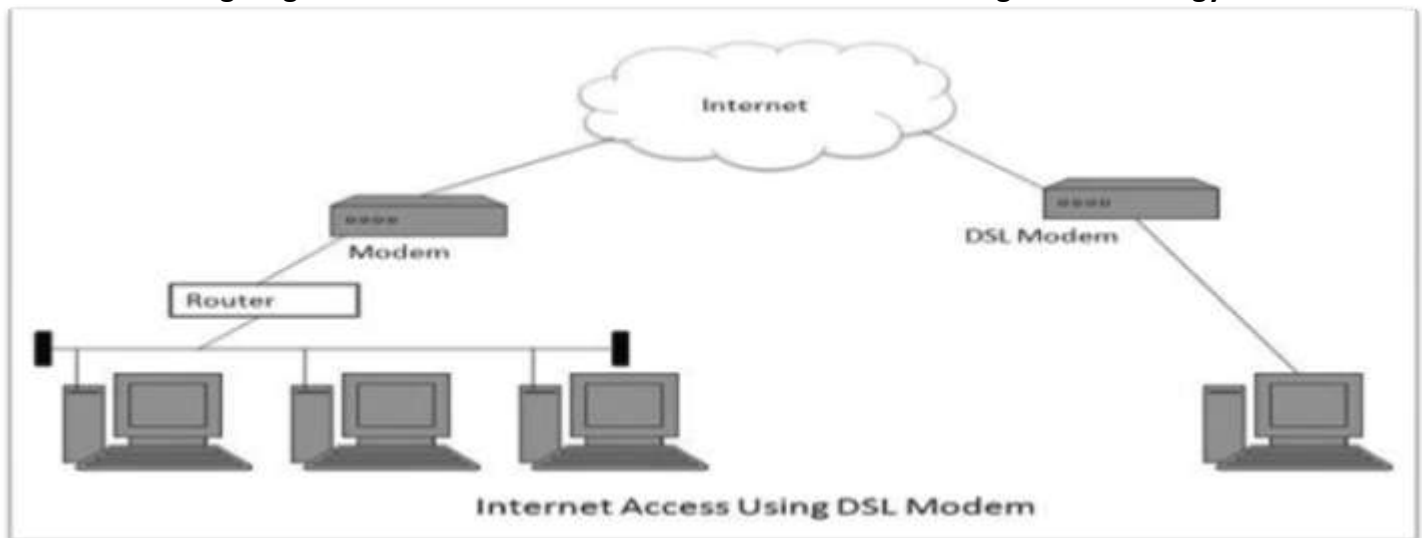 Internet
Modem
DSL Modem
Router
Internet Access Using DSL Modem